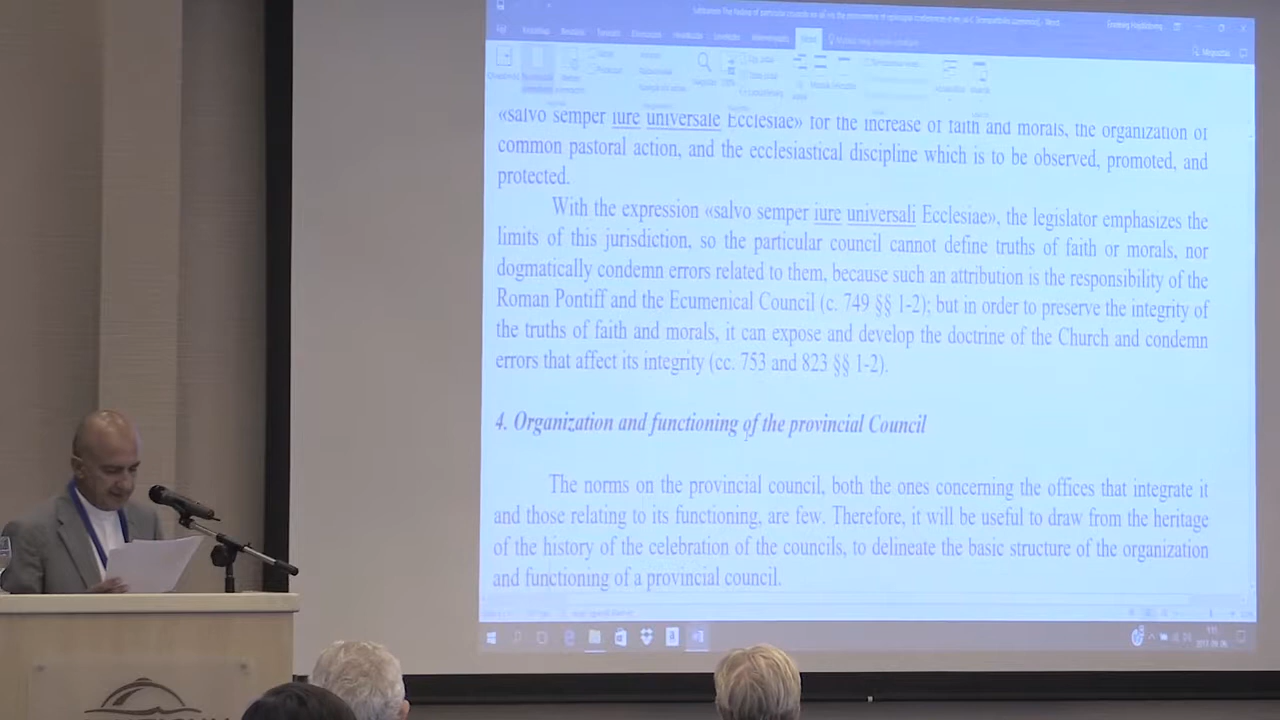 «salvo semper iure universale Ecclesiae» for the increase of faith and morals, the organization of
common pastoral action, and the ecclesiastical discipline which is to be observed, promoted, and
protected.
With the expression «salvo semper iure universali Ecclesiae», the legislator emphasizes the
limits of this jurisdiction, so the particular council cannot define truths of faith or morals, nor
dogmatically condemn errors related to them, because such an attribution is the responsibility of the
Roman Pontiff and the Ecumenical Council (c. 749 §§ 1-2); but in order to preserve the integrity of
the truths of faith and morals, it can expose and develop the doctrine of the Church and condemn
errors that affect its integrity (cc. 753 and 823 §§ 1-2).
4. Organization and functioning of the provincial Council
The norms on the provincial council, both the ones concerning the offices that integrate it
and those relating to its functioning, are few. Therefore, it will be useful to draw from the heritage
of the history of the celebration of the councils, to delineate the basic structure of the organization
and functioning of a provincial council.